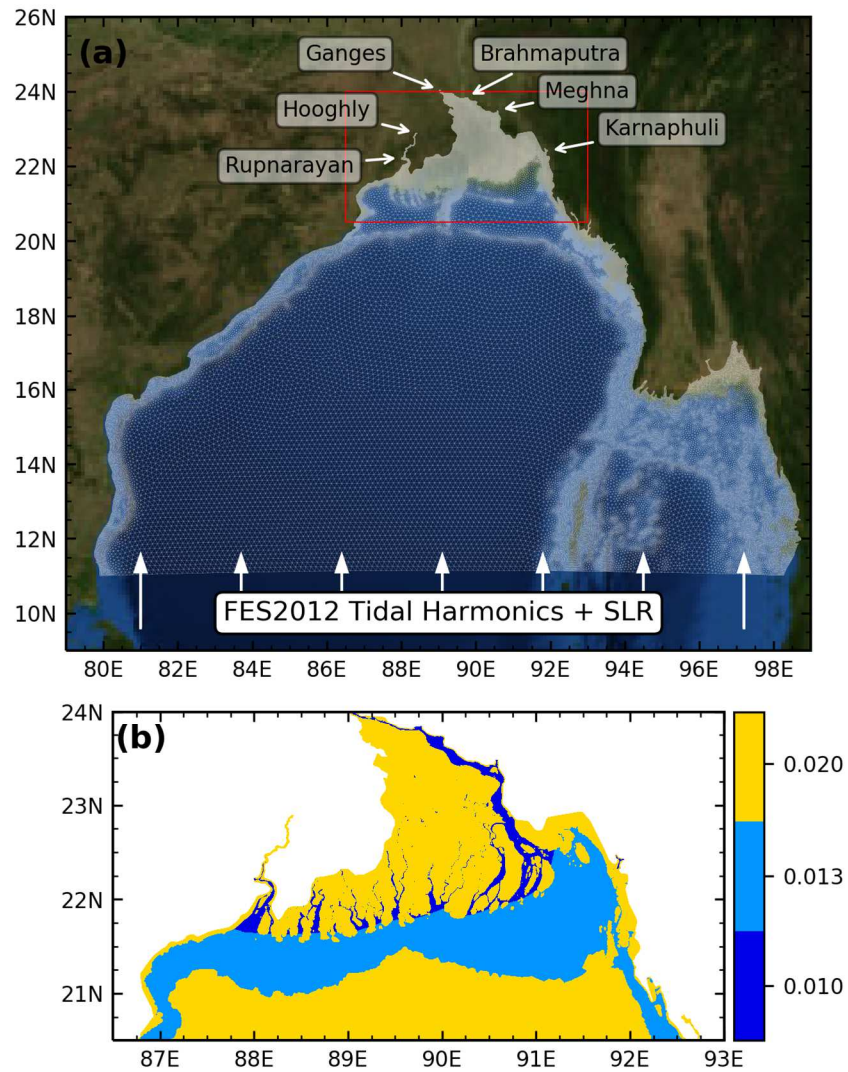 26N
(a)
Ganges
Brahmaputra
24N
Meghna
Hooghly
Karnaphuli
22N
Rupnarayan
20N
18N
16N
14N
12N
10N
FES2012 Tidal Harmonics + SLR
80E 82E 84E 86E 88E 90E 92E 94E 96E 98E
24N
(b)
0.020
23N
0.013
22N
0.010
21N
87E 88E 89E 90E 91E 92E 93E